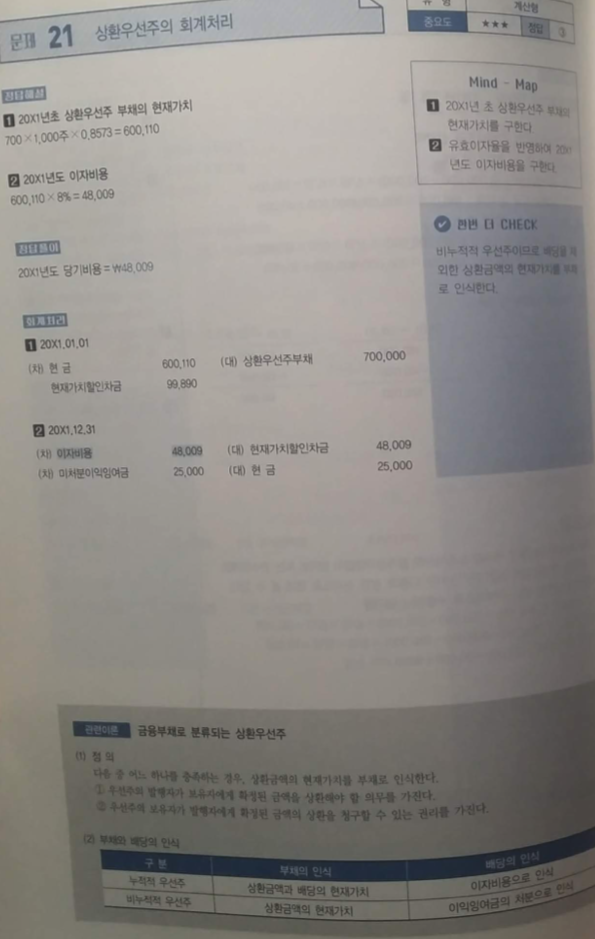 문제 21 상환우선주의 회계처리
유 형 계산형
중요도 ★★★ 정답 ③
정답해설
1 20X1년초 상환우선주 부채의 현재가치
700 × 1,000주 × 0.8573 = 600,110
2 20X1년도 이자비용
600,110 × 8% = 48,009
정답풀이
20X1년도 당기비용 = ₩48,009
회계처리
1 20X1.01.01
(차) 현 금 600,110 (대) 상환우선주부채 700,000
현재가치할인차금 99,890
2 20X1.12.31
(차) 이자비용 48,009 (대) 현재가치할인차금 48,009
(차) 미처분이익잉여금 25,000 (대) 현 금 25,000
Mind - Map
1 20X1년 초 상환우선주 부채의
현재가치를 구한다
2 유효이자율을 반영하여 20X1
년도 이자비용을 구한다.
한번 더 CHECK
비누적적 우선주이므로 배당을 제
외한 상환금액의 현재가치를 부채
로 인식한다.
관련이론 금융부채로 분류되는 상환우선주
(1) 정 의
다음 중 어느 하나를 충족하는 경우, 상환금액의 현재가치를 부채로 인식한다.
① 우선주의 발행자가 보유자에게 확정된 금액을 상환해야 할 의무를 가진다.
② 우선주의 보유자가 발행자에게 확정된 금액의 상환을 청구할 수 있는 권리를 가진다.
(2) 부채와 배당의 인식
구 분 부채의 인식 배당의 인식
누적적 우선주 상환금액과 배당의 현재가치 이자비용으로 인식
비누적적 우선주 상환금액의 현재가치 이익잉여금의 처분으로 인식